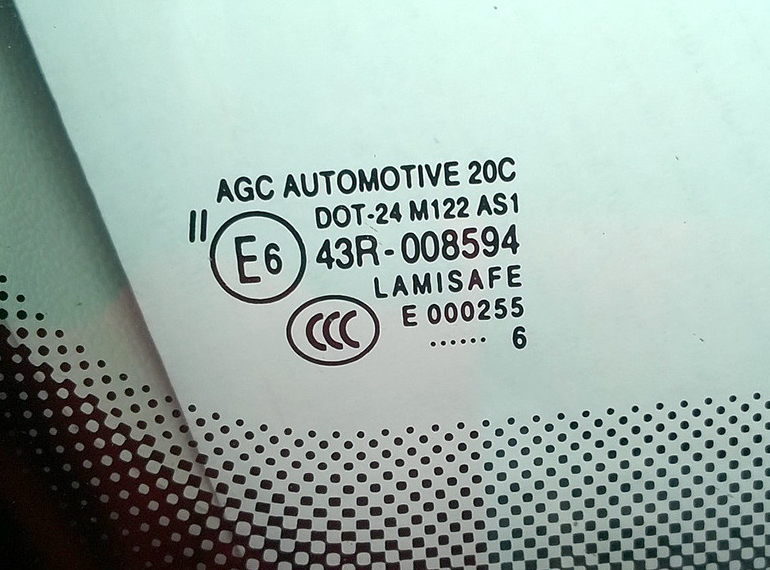 AGC AUTOMOTIVE 20C
DOT-24 M122 AS1
II
E6 43R-008594
LAMISAFE
CCC E 000255
...... 6